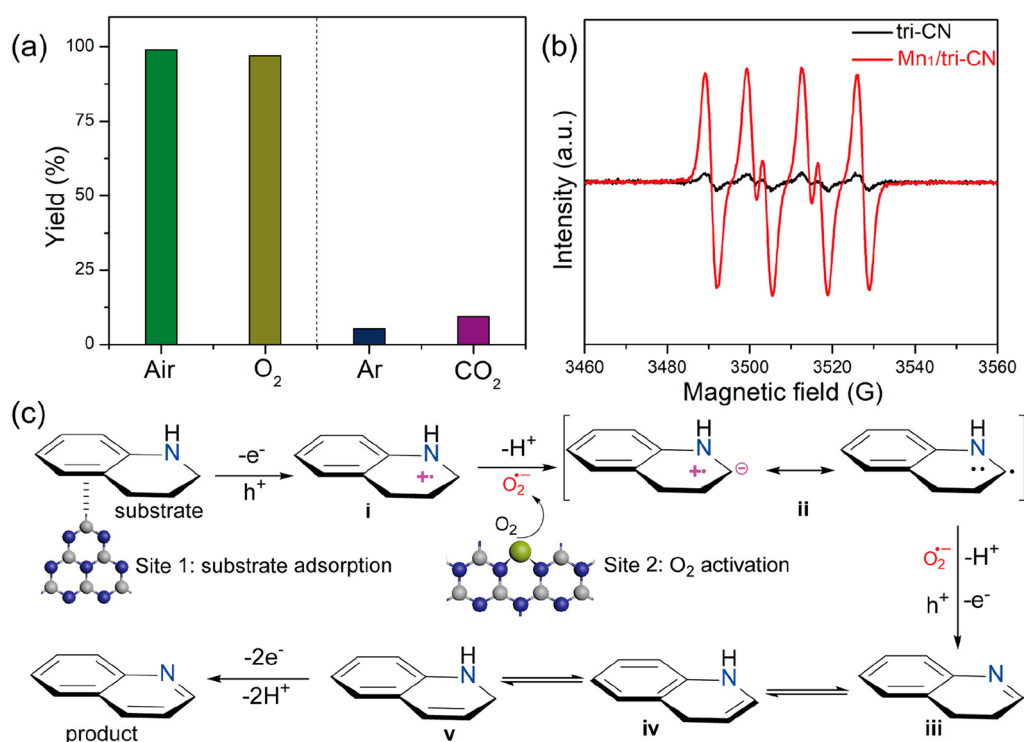 (a)
100
75
50
25
0
Yield (%)
Air
O₂
Ar
CO₂
(b)
tri-CN
Mn₁/tri-CN
Intensity (a.u.)
3460
3480
3500
3520
3540
3560
Magnetic field (G)
(c)
H
N
substrate
-e⁻
h⁺
H
N
+•
i
-H⁺
O₂•⁻
O₂
H
N
+•
⊖
ii
H
N
Site 1: substrate adsorption
Site 2: O₂ activation
O₂•⁻
-H⁺
h⁺
-e⁻
N
product
-2e⁻
-2H⁺
H
N
v
H
N
iv
N
iii